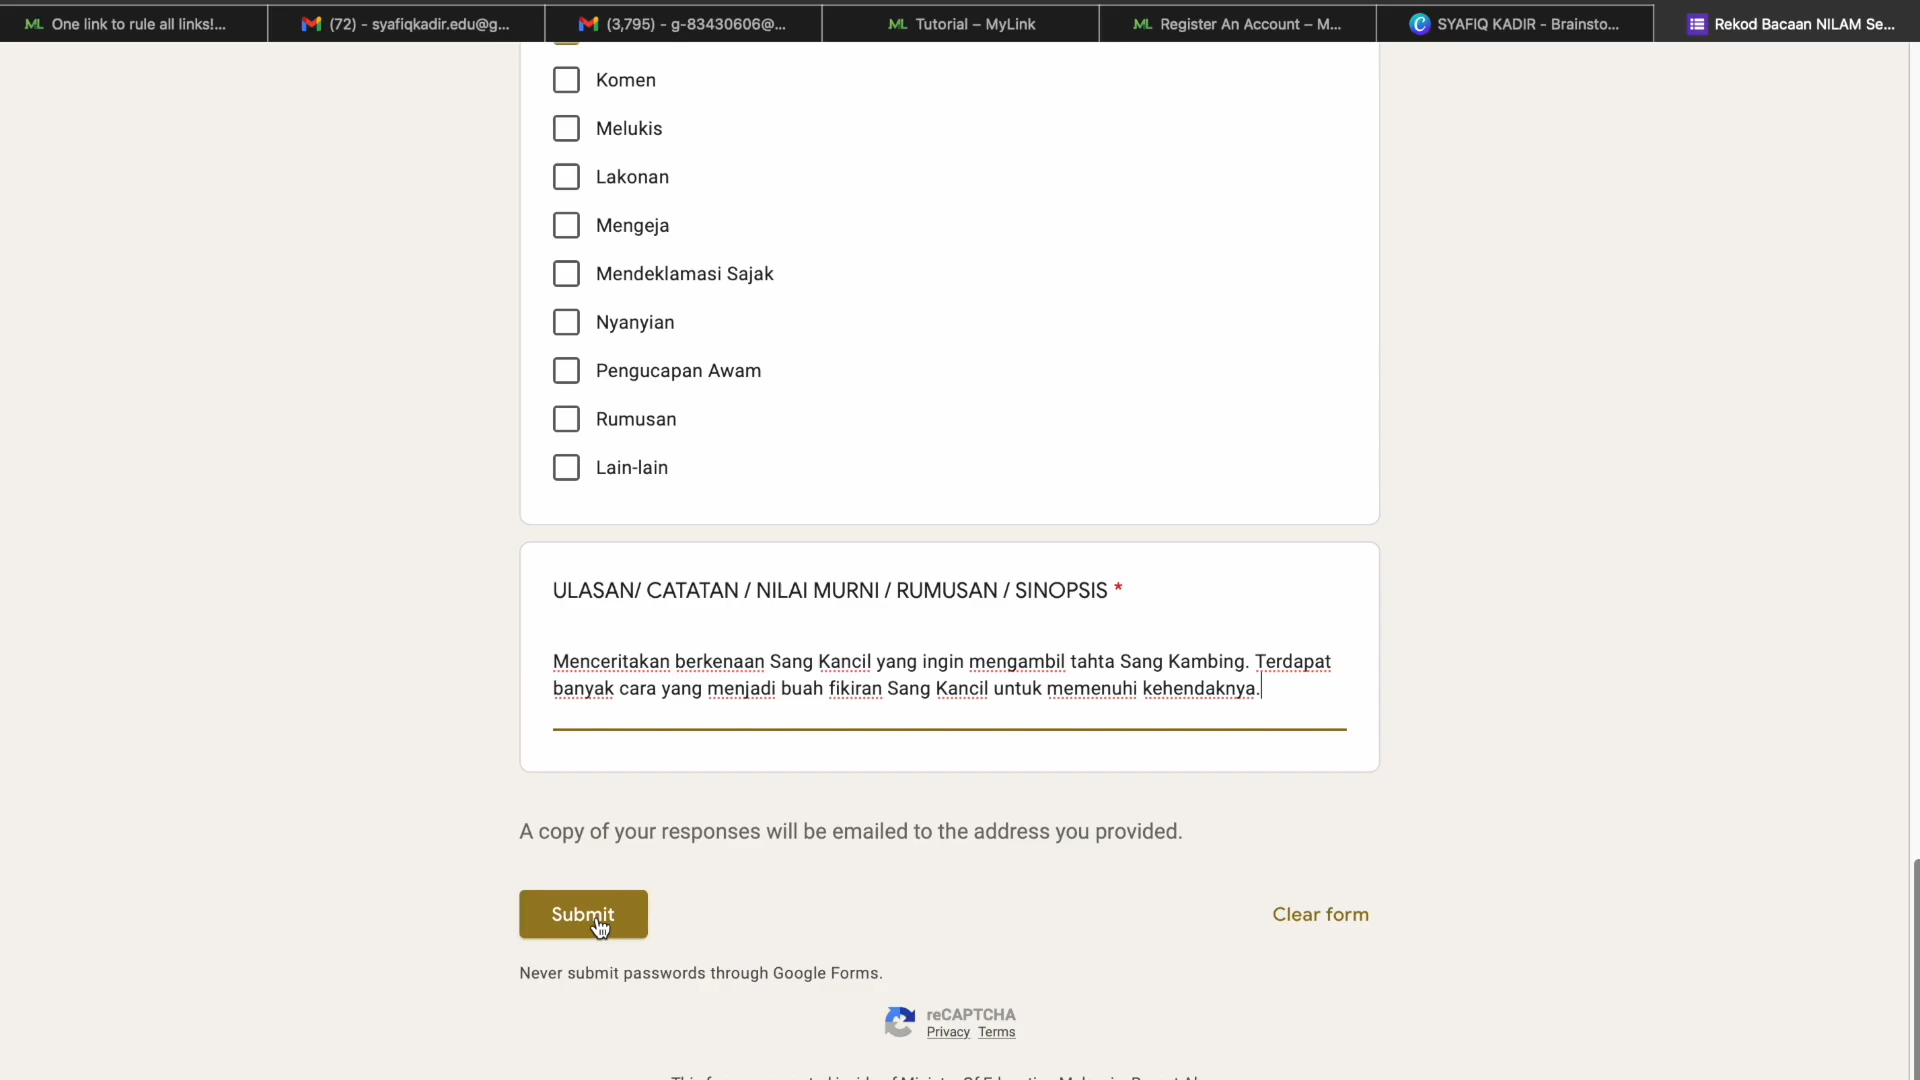 ML One link to rule all links!...
(72) - syafiqkadir.edu@g...
(3,795) - g-83430606@...
ML Tutorial – MyLink
ML Register An Account – M...
C SYAFIQ KADIR - Brainsto...
Rekod Bacaan NILAM Se...
Komen
Melukis
Lakonan
Mengeja
Mendeklamasi Sajak
Nyanyian
Pengucapan Awam
Rumusan
Lain-lain
ULASAN/ CATATAN / NILAI MURNI / RUMUSAN / SINOPSIS *
Menceritakan berkenaan Sang Kancil yang ingin mengambil tahta Sang Kambing. Terdapat
banyak cara yang menjadi buah fikiran Sang Kancil untuk memenuhi kehendaknya.
A copy of your responses will be emailed to the address you provided.
Submit
Clear form
Never submit passwords through Google Forms.
reCAPTCHA
Privacy Terms